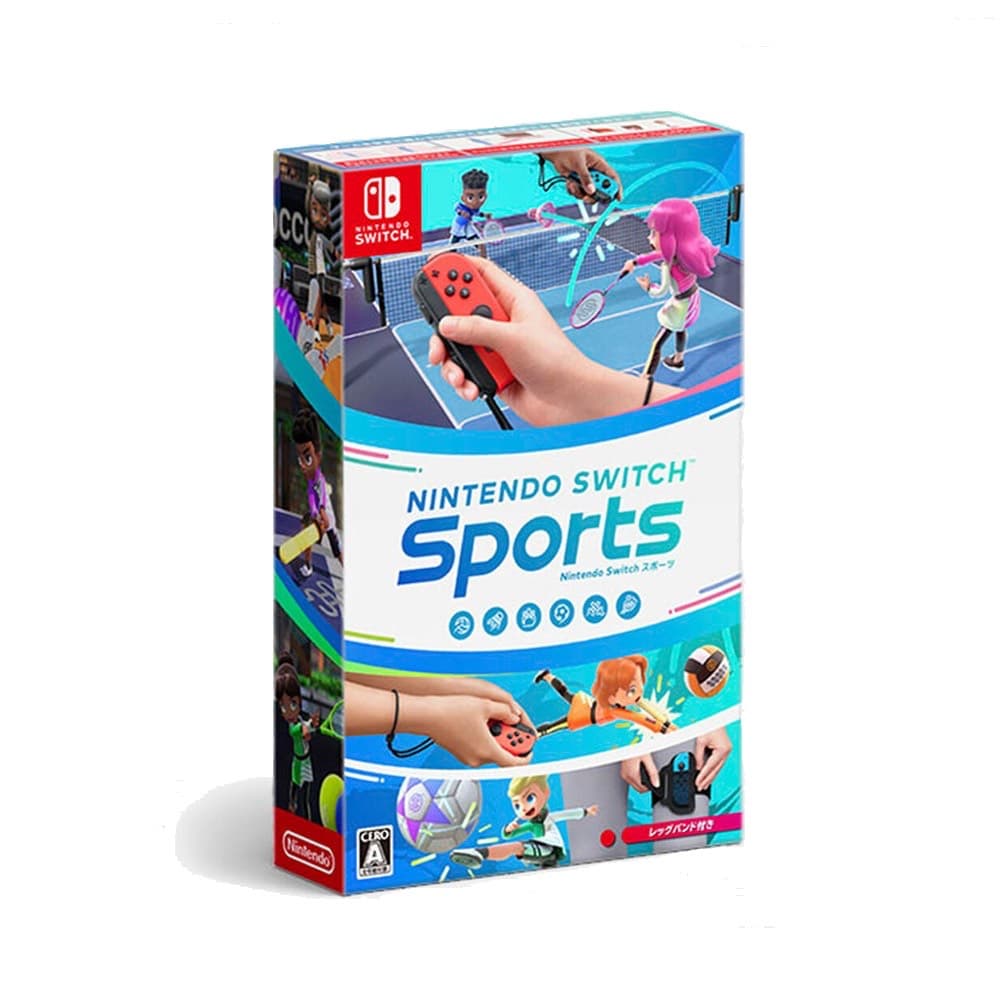 NINTENDO
SWITCH™
NINTENDO SWITCH™
Sports
Nintendo Switch スポーツ
レッグバンド付き
CERO
A
Nintendo